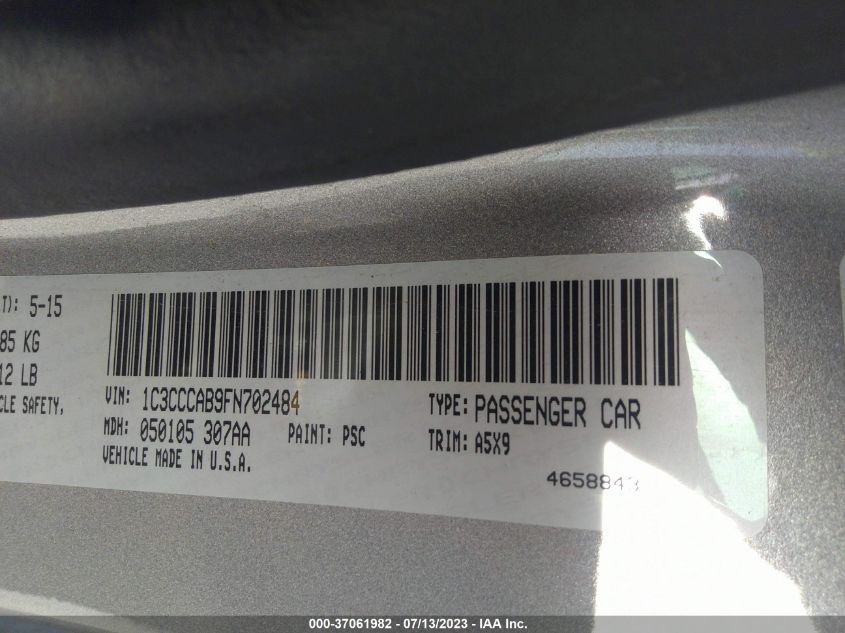 T): 5-15
85 KG
12 LB
CLE SAFETY,
VIN: 1C3CCCAB9FN702484
TYPE: PASSENGER CAR
MDH: 050105 307AA
PAINT: PSC
TRIM: A5X9
VEHICLE MADE IN U.S.A.
4658843
000-37061982 - 07/13/2023 - IAA Inc.